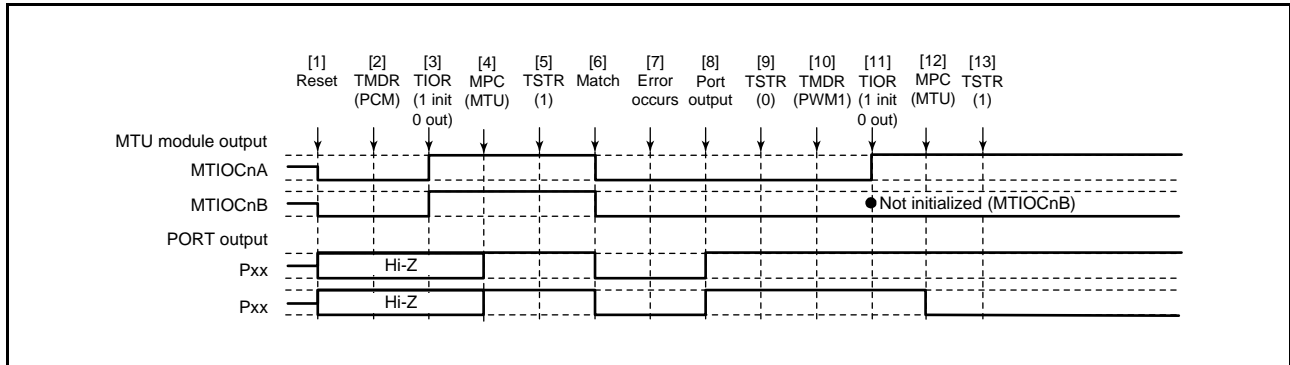 [1] [2] [3] [4] [5] [6] [7] [8] [9] [10] [11] [12] [13]
Reset TMDR TIOR MPC TSTR Match Error Port TSTR TMDR TIOR MPC TSTR
(PCM) (1 init (MTU) (1) occurs output (0) (PWM1) (1 init (MTU) (1)
0 out) 0 out)
MTU module output
MTIOCnA
MTIOCnB Not initialized (MTIOCnB)
PORT output
Pxx Hi-Z
Pxx Hi-Z